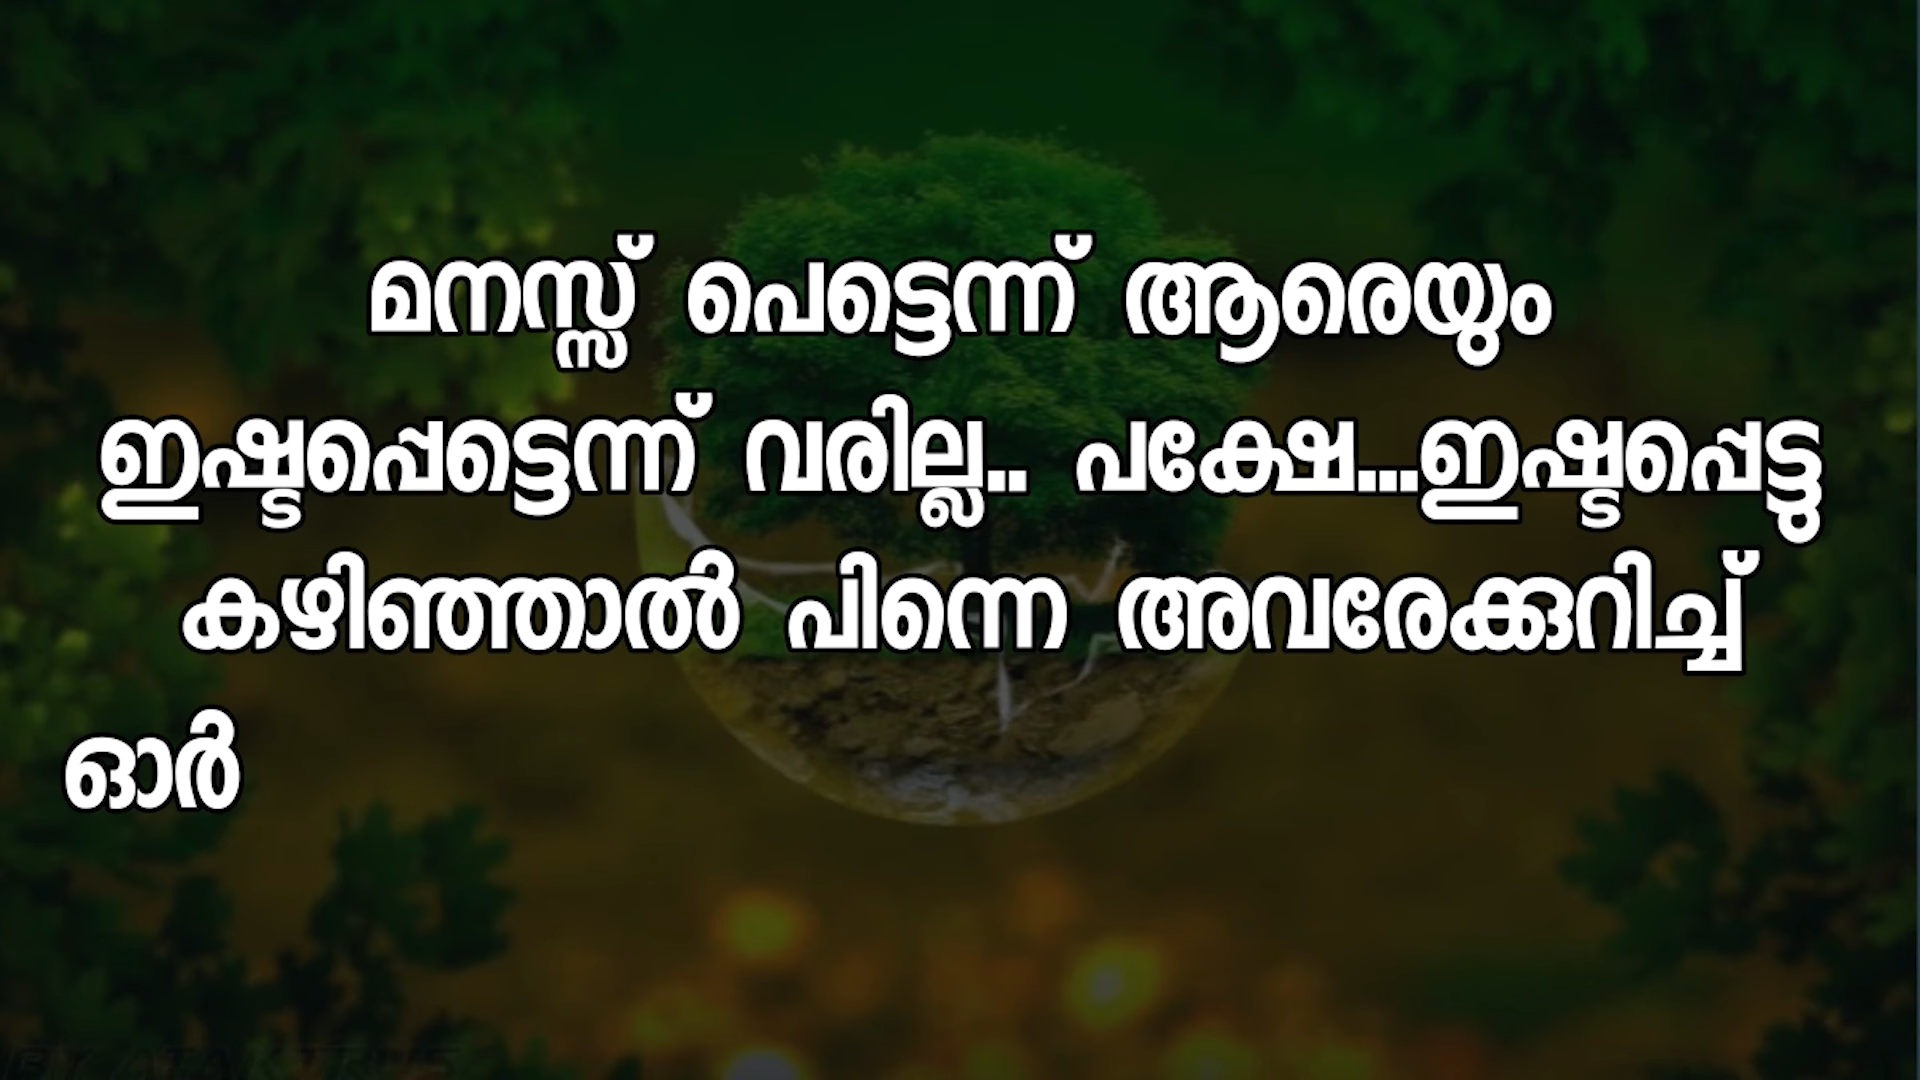 മനസ്സ് പെട്ടെന്ന് ആരെയും
ഇഷ്ടപ്പെട്ടെന്ന് വരില്ല.. പക്ഷേ...ഇഷ്ടപ്പെട്ടു
കഴിഞ്ഞാൽ പിന്നെ അവരേക്കുറിച്ച്
ഓർ